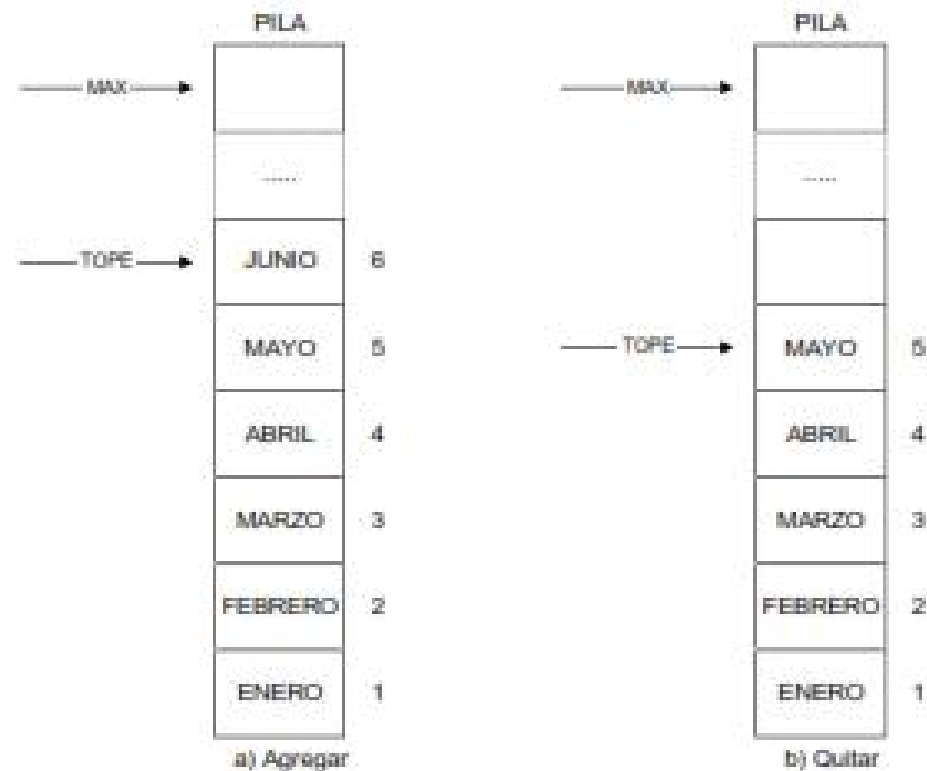 PILA
MAX
.....
TOPE JUNIO 6
MAYO 5
ABRIL 4
MARZO 3
FEBRERO 2
ENERO 1
a) Agregar
PILA
MAX
.....
TOPE MAYO 5
ABRIL 4
MARZO 3
FEBRERO 2
ENERO 1
b) Quitar